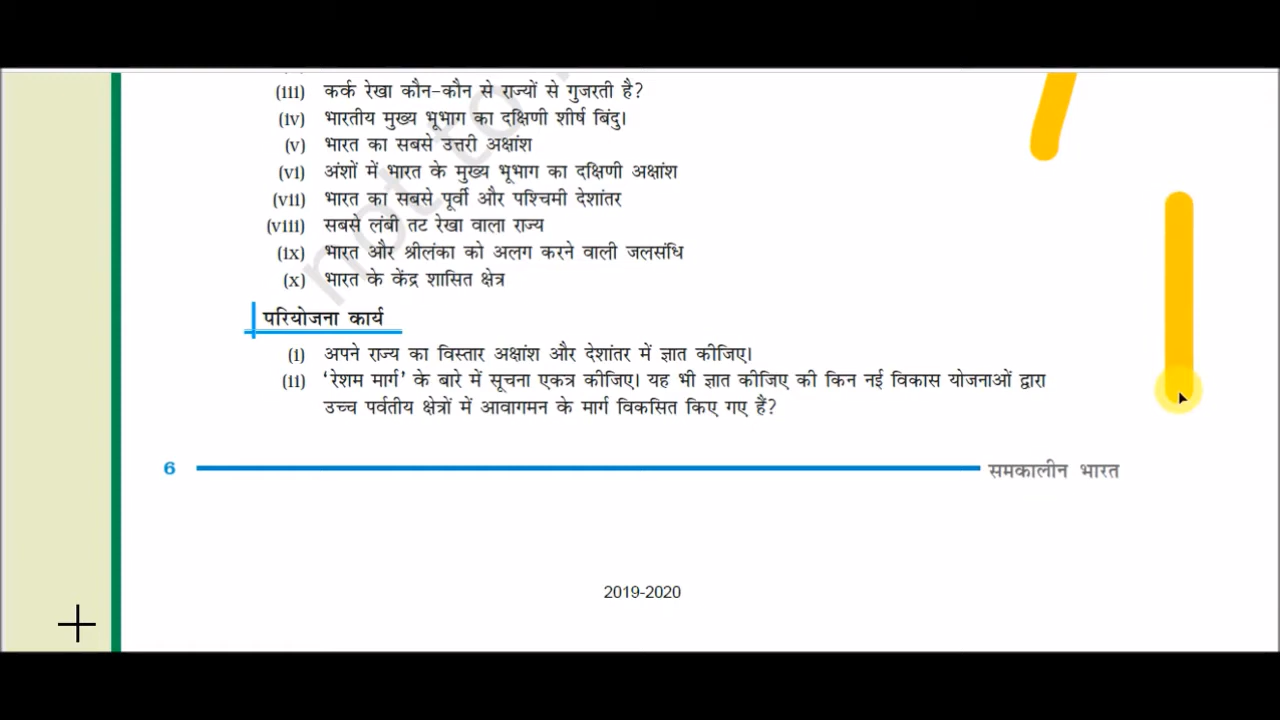 (iii) कर्क रेखा कौन-कौन से राज्यों से गुजरती है?
(iv) भारतीय मुख्य भूभाग का दक्षिणी शीर्ष बिंदु।
(v) भारत का सबसे उत्तरी अक्षांश
(vi) अंशों में भारत के मुख्य भूभाग का दक्षिणी अक्षांश
(vii) भारत का सबसे पूर्वी और पश्चिमी देशांतर
(viii) सबसे लंबी तट रेखा वाला राज्य
(ix) भारत और श्रीलंका को अलग करने वाली जलसंधि
(x) भारत के केंद्र शासित क्षेत्र
not to
परियोजना कार्य
(i) अपने राज्य का विस्तार अक्षांश और देशांतर में ज्ञात कीजिए।
(ii) ‘रेशम मार्ग’ के बारे में सूचना एकत्र कीजिए। यह भी ज्ञात कीजिए की किन नई विकास योजनाओं द्वारा
उच्च पर्वतीय क्षेत्रों में आवागमन के मार्ग विकसित किए गए हैं?
6 समकालीन भारत
2019-2020